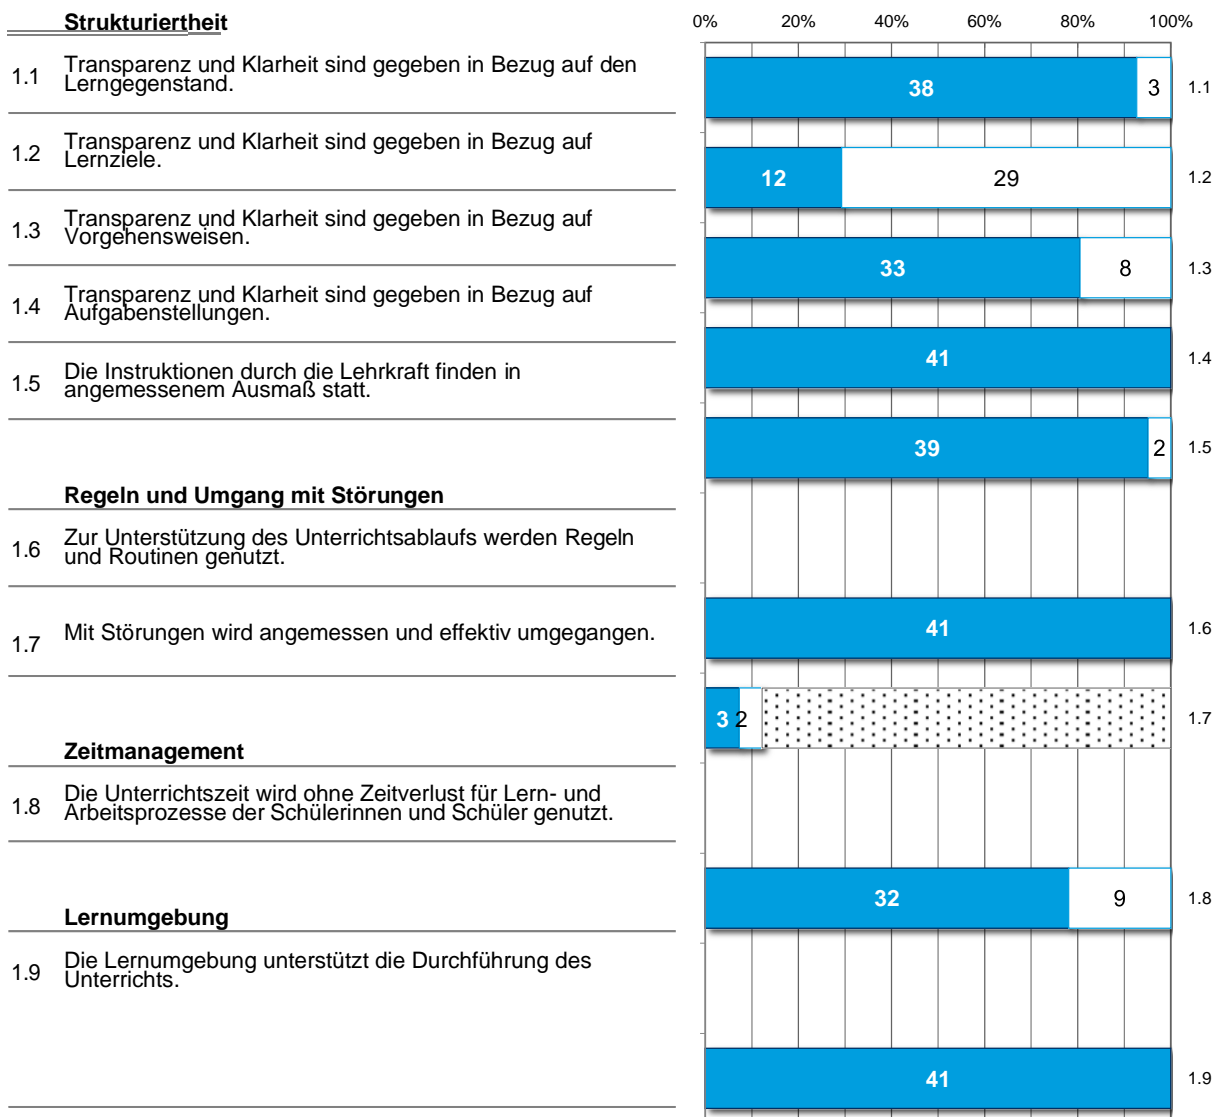 Strukturiertheit
0% 20% 40% 60% 80% 100%
1.1 Transparenz und Klarheit sind gegeben in Bezug auf den
Lerngegenstand.
38 3 1.1
1.2 Transparenz und Klarheit sind gegeben in Bezug auf
Lernziele.
12 29 1.2
1.3 Transparenz und Klarheit sind gegeben in Bezug auf
Vorgehensweisen.
33 8 1.3
1.4 Transparenz und Klarheit sind gegeben in Bezug auf
Aufgabenstellungen.
41 1.4
1.5 Die Instruktionen durch die Lehrkraft finden in
angemessenem Ausmaß statt.
39 2 1.5
Regeln und Umgang mit Störungen
1.6 Zur Unterstützung des Unterrichtsablaufs werden Regeln
und Routinen genutzt.
41 1.6
1.7 Mit Störungen wird angemessen und effektiv umgegangen.
3 2 1.7
Zeitmanagement
1.8 Die Unterrichtszeit wird ohne Zeitverlust für Lern- und
Arbeitsprozesse der Schülerinnen und Schüler genutzt.
32 9 1.8
Lernumgebung
1.9 Die Lernumgebung unterstützt die Durchführung des
Unterrichts.
41 1.9